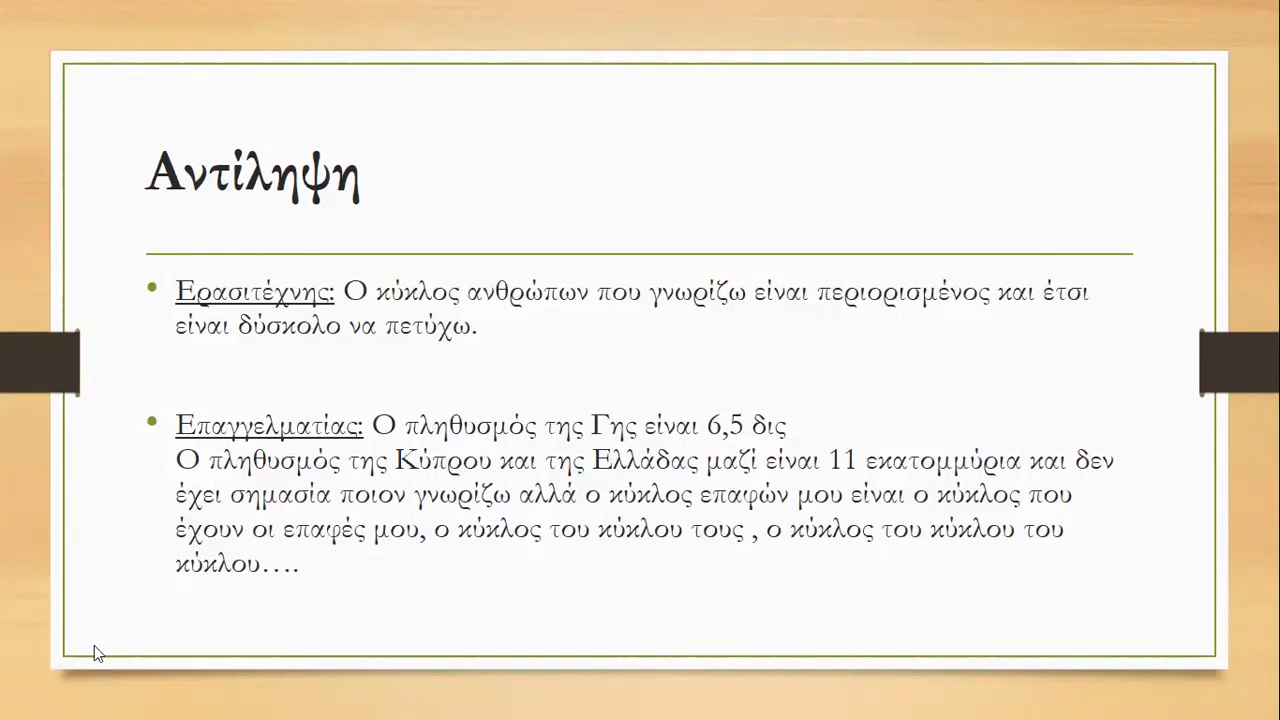 Αντίληψη
• Ερασιτέχνης: Ο κύκλος ανθρώπων που γνωρίζω είναι περιορισμένος και έτσι
είναι δύσκολο να πετύχω.
• Επαγγελματίας: Ο πληθυσμός της Γης είναι 6,5 δις
Ο πληθυσμός της Κύπρου και της Ελλάδας μαζί είναι 11 εκατομμύρια και δεν
έχει σημασία ποιον γνωρίζω αλλά ο κύκλος επαφών μου είναι ο κύκλος που
έχουν οι επαφές μου, ο κύκλος του κύκλου τους , ο κύκλος του κύκλου του
κύκλου….